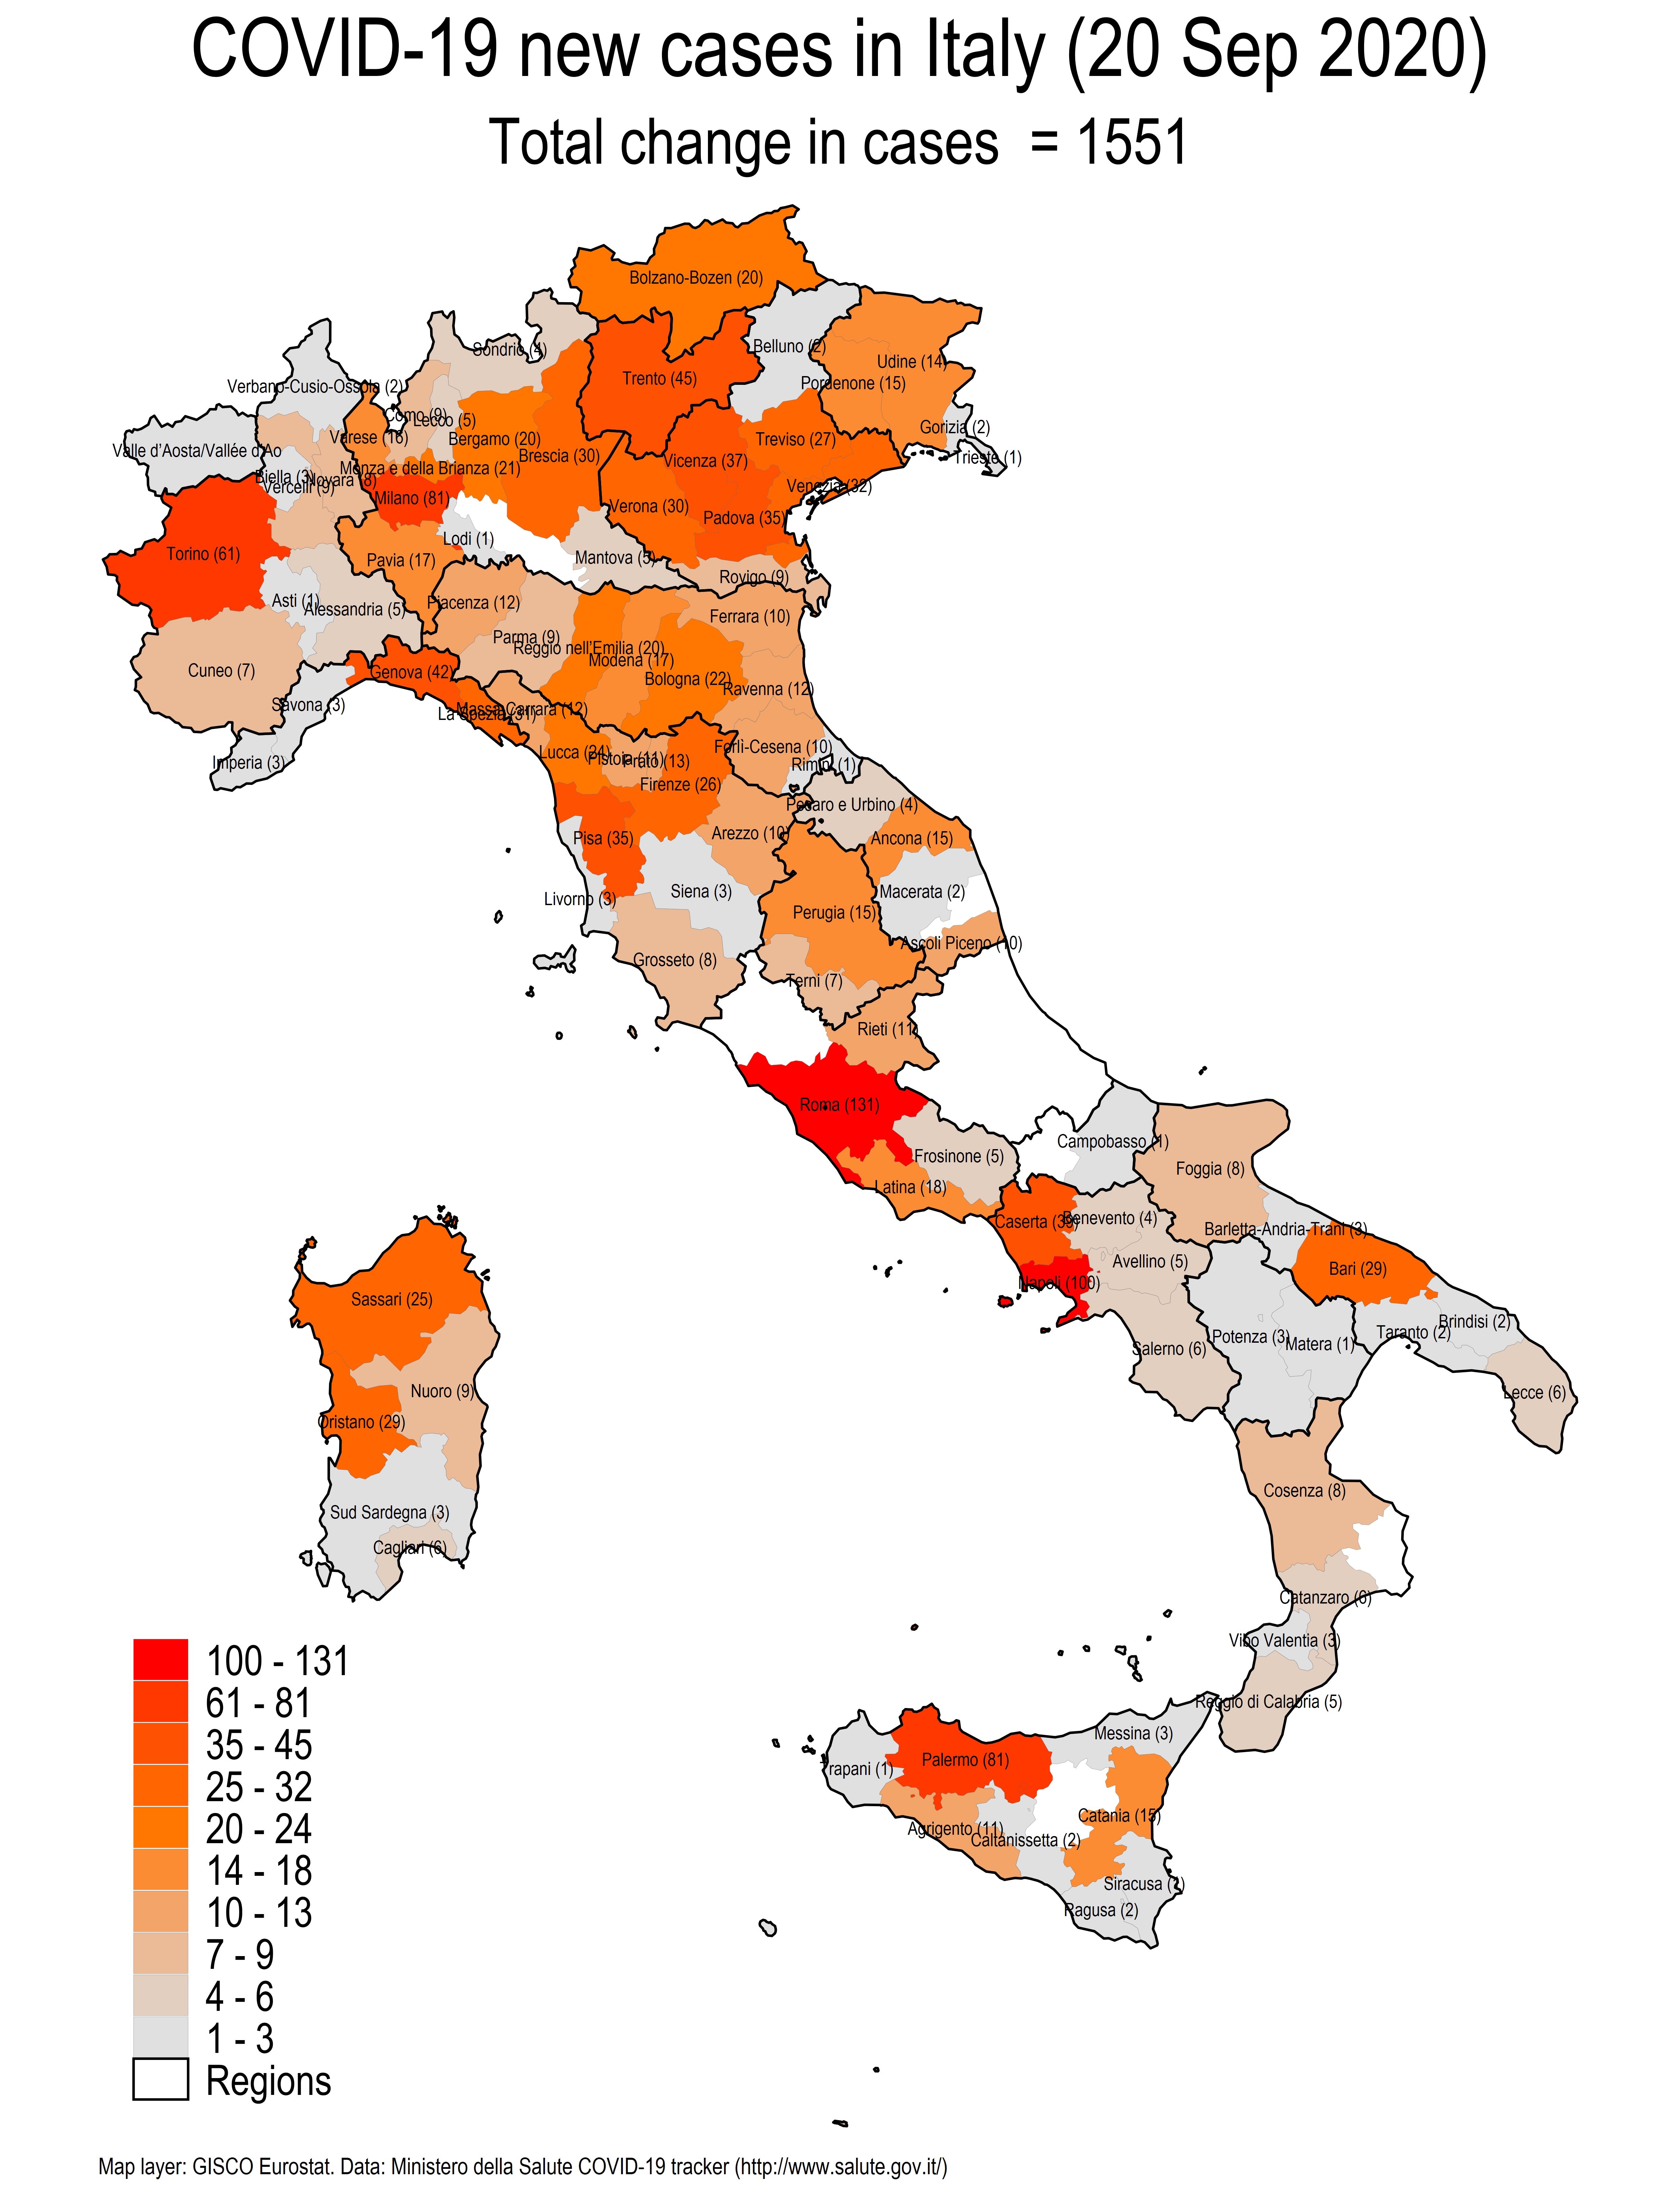 COVID-19 new cases in Italy (20 Sep 2020)
Total change in cases = 1551
Bolzano-Bozen (20)
Belluno (2)
Sondrio (4)
Udine (14)
Trento (45)
Pordenone (15)
Verbano-Cusio-Ossola (2)
Como (9)
Lecco (5)
Gorizia (2)
Varese (16)
Bergamo (20)
Treviso (27)
Valle d'Aosta/Vallée d'Ao
Brescia (30)
Vicenza (37)
Trieste (1)
Monza e della Brianza (21)
Biella (3)
Novara (8)
Vercelli (9)
Venezia (32)
Milano (81)
Verona (30)
Padova (35)
Lodi (1)
Torino (61)
Pavia (17)
Mantova (5)
Rovigo (9)
Asti (1)
Piacenza (12)
Alessandria (5)
Ferrara (10)
Parma (9)
Reggio nell'Emilia (20)
Modena (17)
Cuneo (7)
Genova (42)
Bologna (22)
Ravenna (12)
Savona (3)
Massa Carrara (12)
La Spezia (31)
Forlì-Cesena (10)
Lucca (24)
Pistoia (11)
Prato (13)
Imperia (3)
Rimini (1)
Firenze (26)
Pesaro e Urbino (4)
Arezzo (10)
Pisa (35)
Ancona (15)
Siena (3)
Macerata (2)
Livorno (3)
Perugia (15)
Ascoli Piceno (10)
Grosseto (8)
Terni (7)
Rieti (11)
Roma (131)
Campobasso (1)
Frosinone (5)
Foggia (8)
Latina (18)
Caserta
Benevento (4)
Barletta-Andria-Trani (3)
Avellino (5)
Bari (29)
Napoli (100)
Sassari (25)
Brindisi (2)
Taranto (2)
Potenza (3)
Matera (1)
Salerno (6)
Nuoro (9)
Lecce (6)
Oristano (29)
Cosenza (8)
Sud Sardegna (3)
Cagliari (6)
Catanzaro (6)
Vibo Valentia (3)
Reggio di Calabria (5)
Messina (3)
Palermo (81)
Trapani (1)
Catania (15)
Agrigento (11)
Caltanissetta (2)
Siracusa
Ragusa (2)
100 - 131
61 - 81
35 - 45
25 - 32
20 - 24
14 - 18
10 - 13
7 - 9
4 - 6
1 - 3
Regions
Map layer: GISCO Eurostat. Data: Ministero della Salute COVID-19 tracker (http://www.salute.gov.it/)